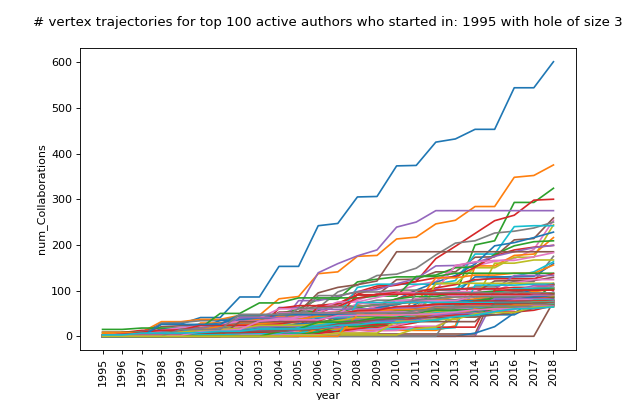 # vertex trajectories for top 100 active authors who started in: 1995 with hole of size 3
600
500
400
300
200
100
0
num_Collaborations
1995 1996 1997 1998 1999 2000 2001 2002 2003 2004 2005 2006 2007 2008 2009 2010 2011 2012 2013 2014 2015 2016 2017 2018
year